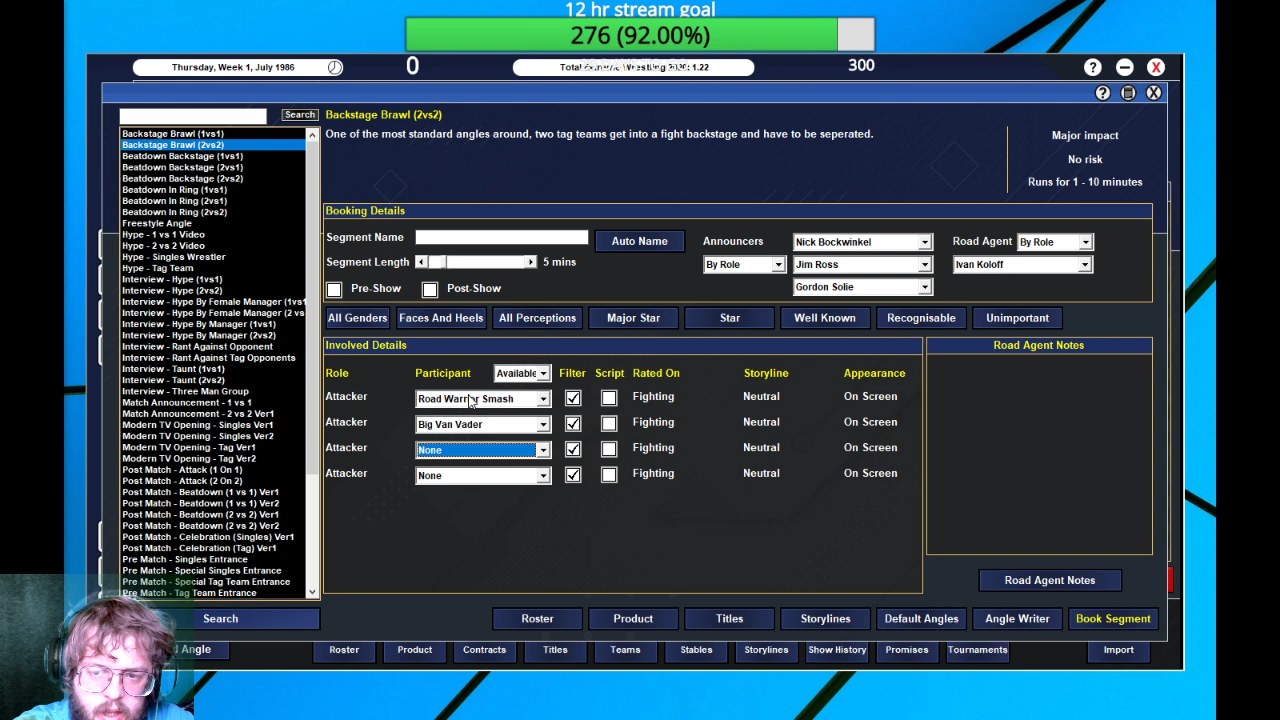 12 hr stream goal
276 (92.00%)
0
300
Thursday, Week 1, July 1986
Total Extreme Wrestling 2020: 1.22
Search
Backstage Brawl (2vs2)
One of the most standard angles around, two tag teams get into a fight backstage and have to be seperated.
Major impact
No risk
Runs for 1 - 10 minutes
Backstage Brawl (1vs1)
Backstage Brawl (2vs2)
Beatdown Backstage (1vs1)
Beatdown Backstage (2vs1)
Beatdown Backstage (2vs2)
Beatdown In Ring (1vs1)
Beatdown In Ring (2vs1)
Beatdown In Ring (2vs2)
Freestyle Angle
Hype - 1 vs 1 Video
Hype - 2 vs 2 Video
Hype - Singles Wrestler
Hype - Tag Team
Interview - Hype (1vs1)
Interview - Hype (2vs2)
Interview - Hype By Female Manager (1vs1
Interview - Hype By Female Manager (2 vs
Interview - Hype By Manager (1vs1)
Interview - Hype By Manager (2vs2)
Interview - Rant Against Opponent
Interview - Rant Against Tag Opponents
Interview - Taunt (1vs1)
Interview - Taunt (2vs2)
Interview - Three Man Group
Match Announcement - 1 vs 1
Match Announcement - 2 vs 2 Ver1
Modern TV Opening - Singles Ver1
Modern TV Opening - Singles Ver2
Modern TV Opening - Tag Ver1
Modern TV Opening - Tag Ver2
Post Match - Attack (1 On 1)
Post Match - Attack (2 On 2)
Post Match - Beatdown (1 vs 1) Ver1
Post Match - Beatdown (1 vs 1) Ver2
Post Match - Beatdown (2 vs 2) Ver1
Post Match - Beatdown (2 vs 2) Ver2
Post Match - Celebration (Singles) Ver1
Post Match - Celebration (Tag) Ver1
Pre Match - Singles Entrance
Pre Match - Special Singles Entrance
Pre Match - Special Tag Team Entrance
Pre Match - Tag Team Entrance
Search
Booking Details
Segment Name
Auto Name
Announcers
Nick Bockwinkel
Road Agent
By Role
Segment Length
5 mins
By Role
Jim Ross
Ivan Koloff
Pre-Show
Post-Show
Gordon Solie
All Genders
Faces And Heels
All Perceptions
Major Star
Star
Well Known
Recognisable
Unimportant
Involved Details
Road Agent Notes
Role
Participant
Available
Filter
Script
Rated On
Storyline
Appearance
Attacker
Road Warrior Smash
Fighting
Neutral
On Screen
Attacker
Big Van Vader
Fighting
Neutral
On Screen
Attacker
None
Fighting
Neutral
On Screen
Attacker
None
Fighting
Neutral
On Screen
Road Agent Notes
Roster
Product
Titles
Storylines
Default Angles
Angle Writer
Book Segment
Angle
Roster
Product
Contracts
Titles
Teams
Stables
Storylines
Show History
Promises
Tournaments
Import